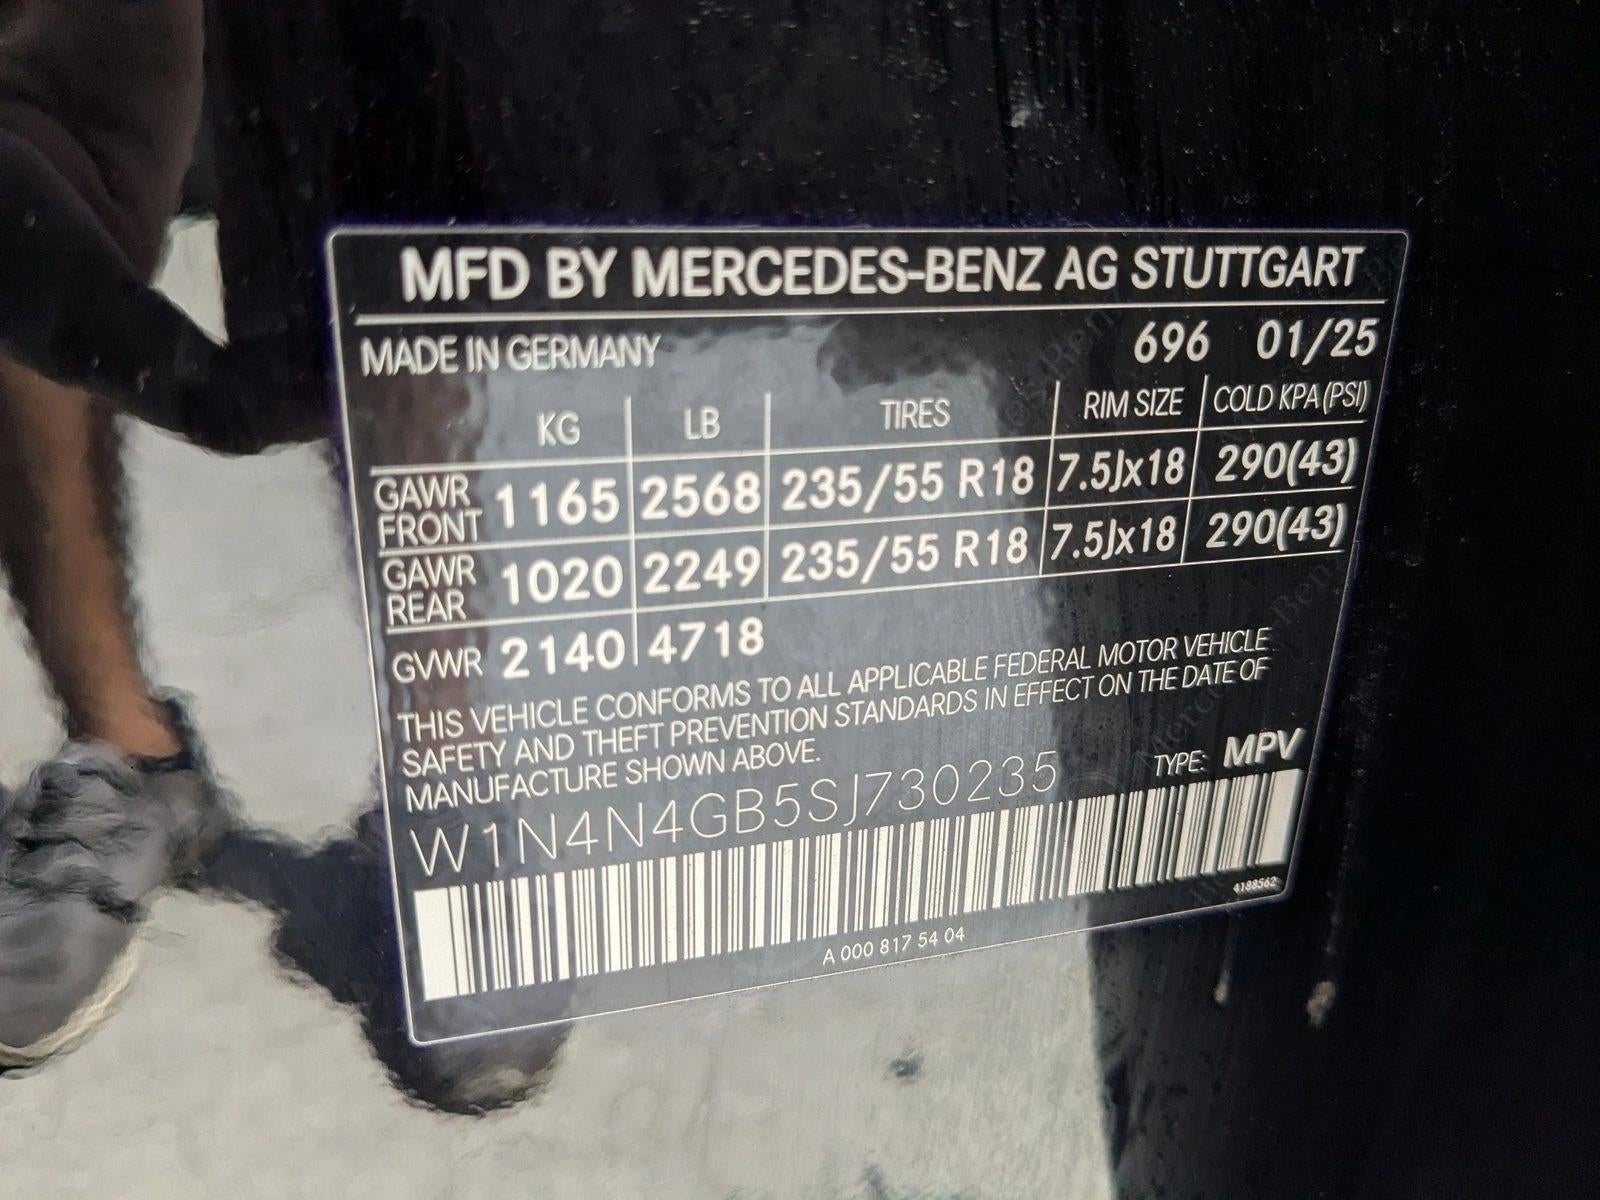 MFD BY MERCEDES-BENZ AG STUTTGART
MADE IN GERMANY 696 01/25
KG LB TIRES RIM SIZE COLD KPA (PSI)
GAWR FRONT 1165 2568 235/55 R18 7.5Jx18 290(43)
GAWR REAR 1020 2249 235/55 R18 7.5Jx18 290(43)
GVWR 2140 4718
THIS VEHICLE CONFORMS TO ALL APPLICABLE FEDERAL MOTOR VEHICLE
SAFETY AND THEFT PREVENTION STANDARDS IN EFFECT ON THE DATE OF
MANUFACTURE SHOWN ABOVE.
TYPE: MPV
W1N4N4GB5SJ730235
4188562
A 000 817 54 04